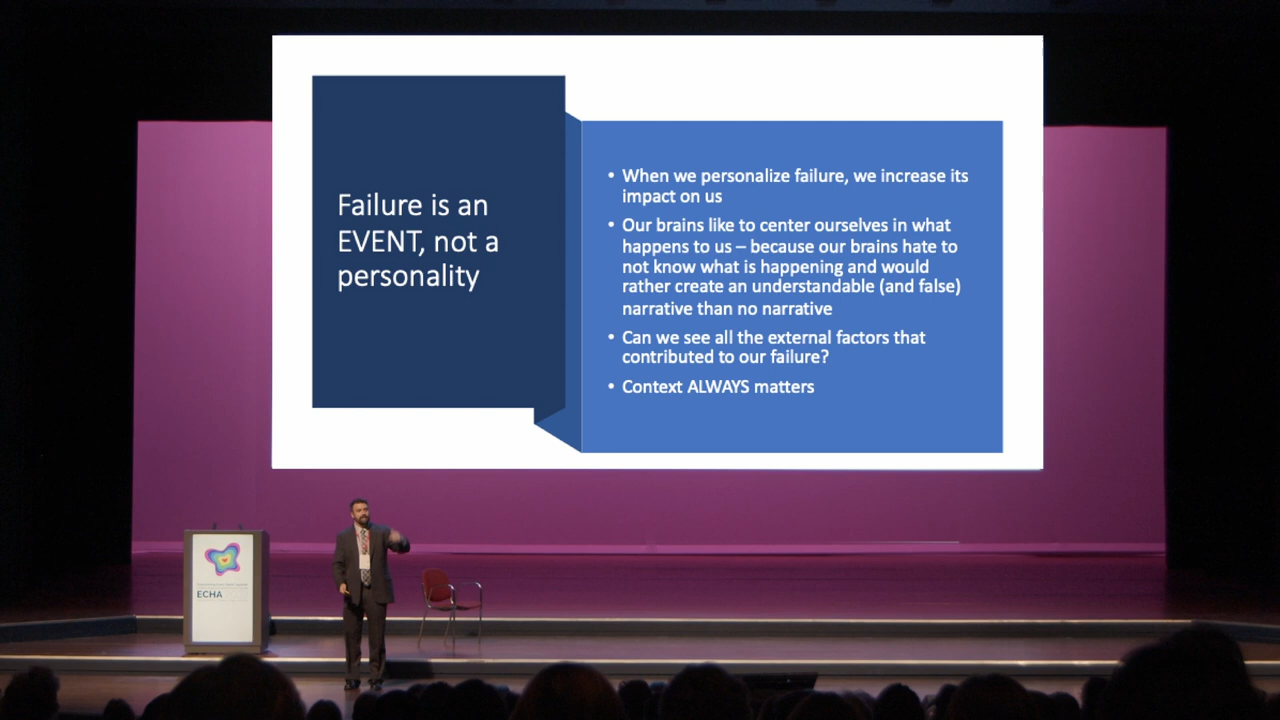 Failure is an
EVENT, not a
personality
• When we personalize failure, we increase its
impact on us
• Our brains like to center ourselves in what
happens to us – because our brains hate to
not know what is happening and would
rather create an understandable (and false)
narrative than no narrative
• Can we see all the external factors that
contributed to our failure?
• Context ALWAYS matters
ECHA